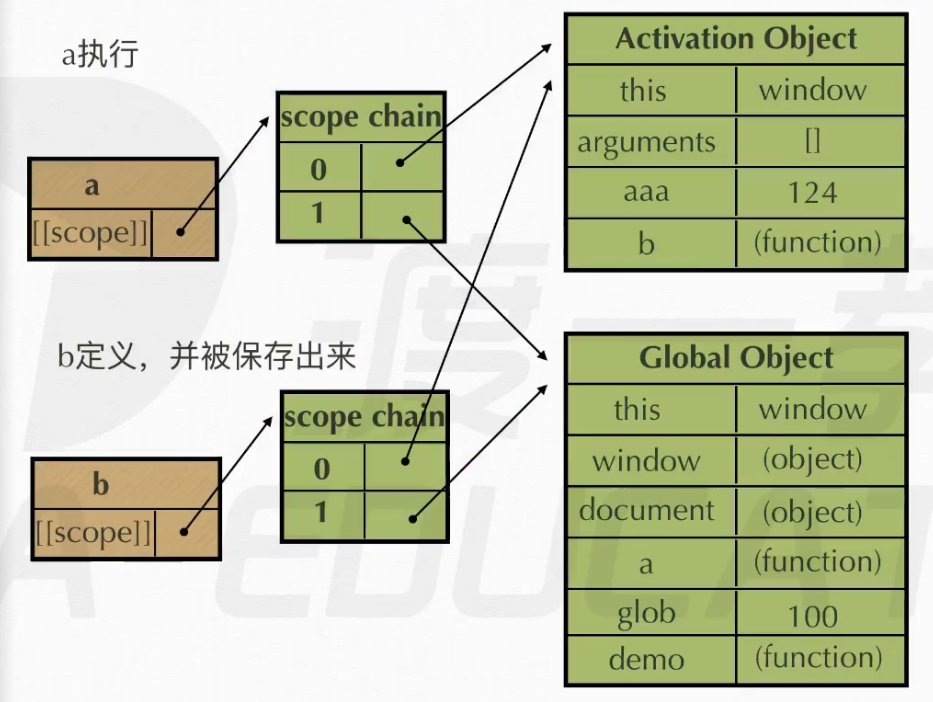 a执行
a
[[scope]]
scope chain
0
1
Activation Object
this window
arguments []
aaa 124
b (function)
b定义，并被保存出来
b
[[scope]]
scope chain
0
1
Global Object
this window
window (object)
document (object)
a (function)
glob 100
demo (function)